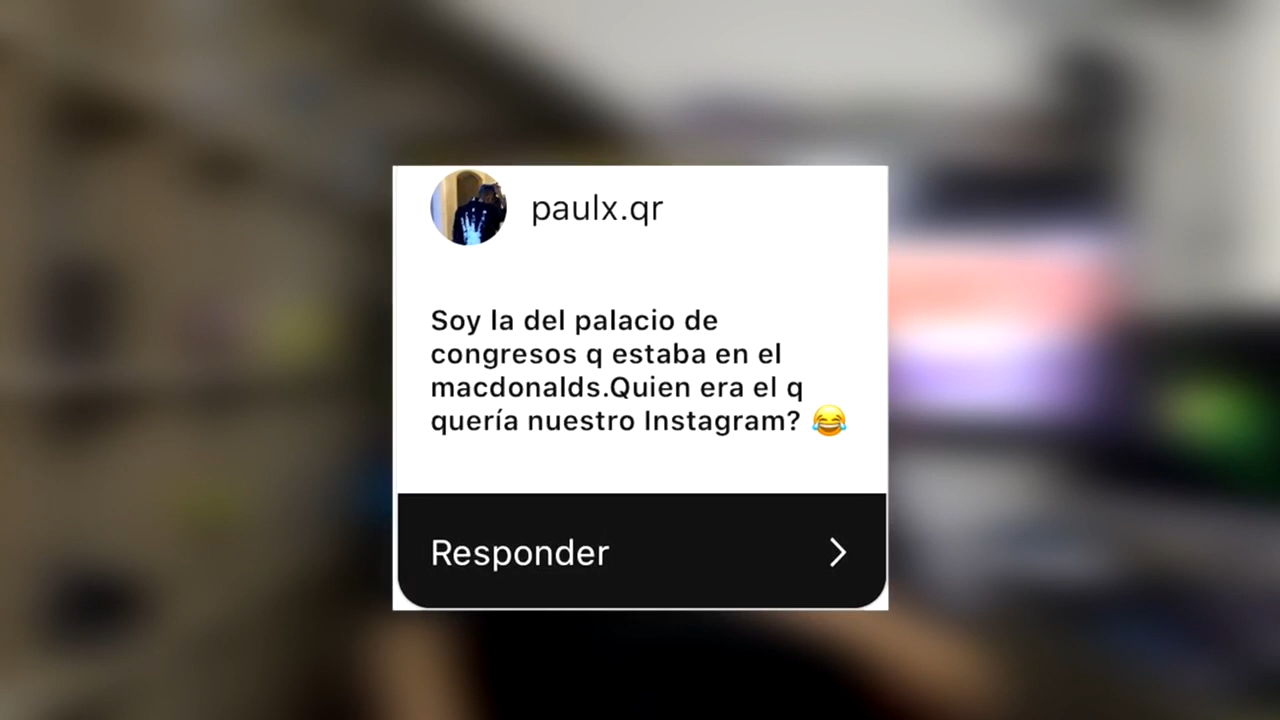 paulx.qr
Soy la del palacio de
congresos q estaba en el
macdonalds.Quien era el q
quería nuestro Instagram? 😂
Responder